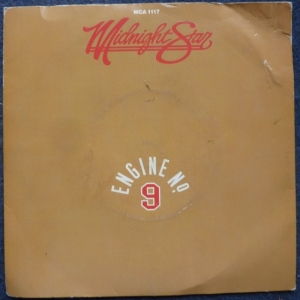 MCA 1117
Midnight Star
ENGINE No.
9